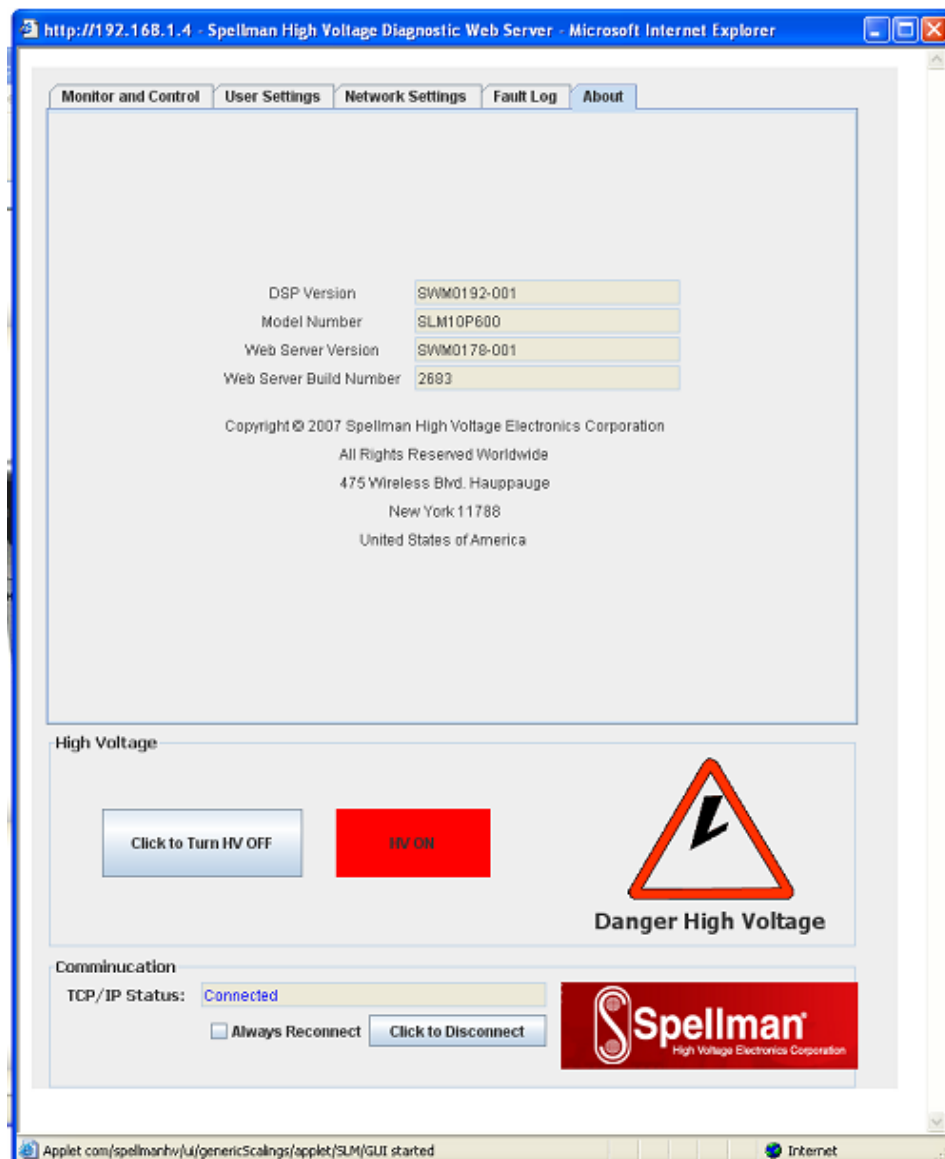 http://192.168.1.4 - Spellman High Voltage Diagnostic Web Server - Microsoft Internet Explorer
Monitor and Control User Settings Network Settings Fault Log About
DSP Version SWM0192-001
Model Number SLM10P600
Web Server Version SWM0178-001
Web Server Build Number 2683
Copyright © 2007 Spellman High Voltage Electronics Corporation
All Rights Reserved Worldwide
475 Wireless Blvd. Hauppauge
New York 11788
United States of America
High Voltage
Click to Turn HV OFF HV ON
Danger High Voltage
Comminucation
TCP/IP Status: Connected
Always Reconnect Click to Disconnect
Spellman
High Voltage Electronics Corporation
Applet com/spellmanhv/ui/genericScalings/applet/SLM/GUI started Internet